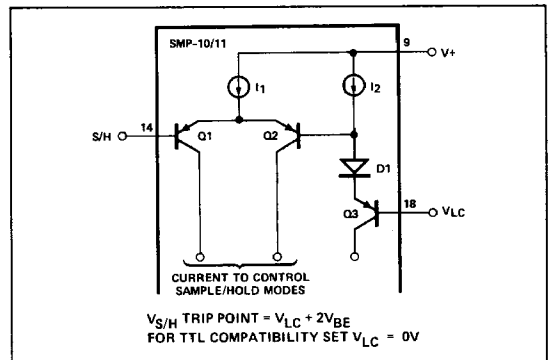 SMP-10/11
9
V+
I1
I2
S/H
14
Q1
Q2
D1
Q3
18
VLC
CURRENT TO CONTROL
SAMPLE/HOLD MODES
VS/H TRIP POINT = VLC + 2VBE
FOR TTL COMPATIBILITY SET VLC = 0V